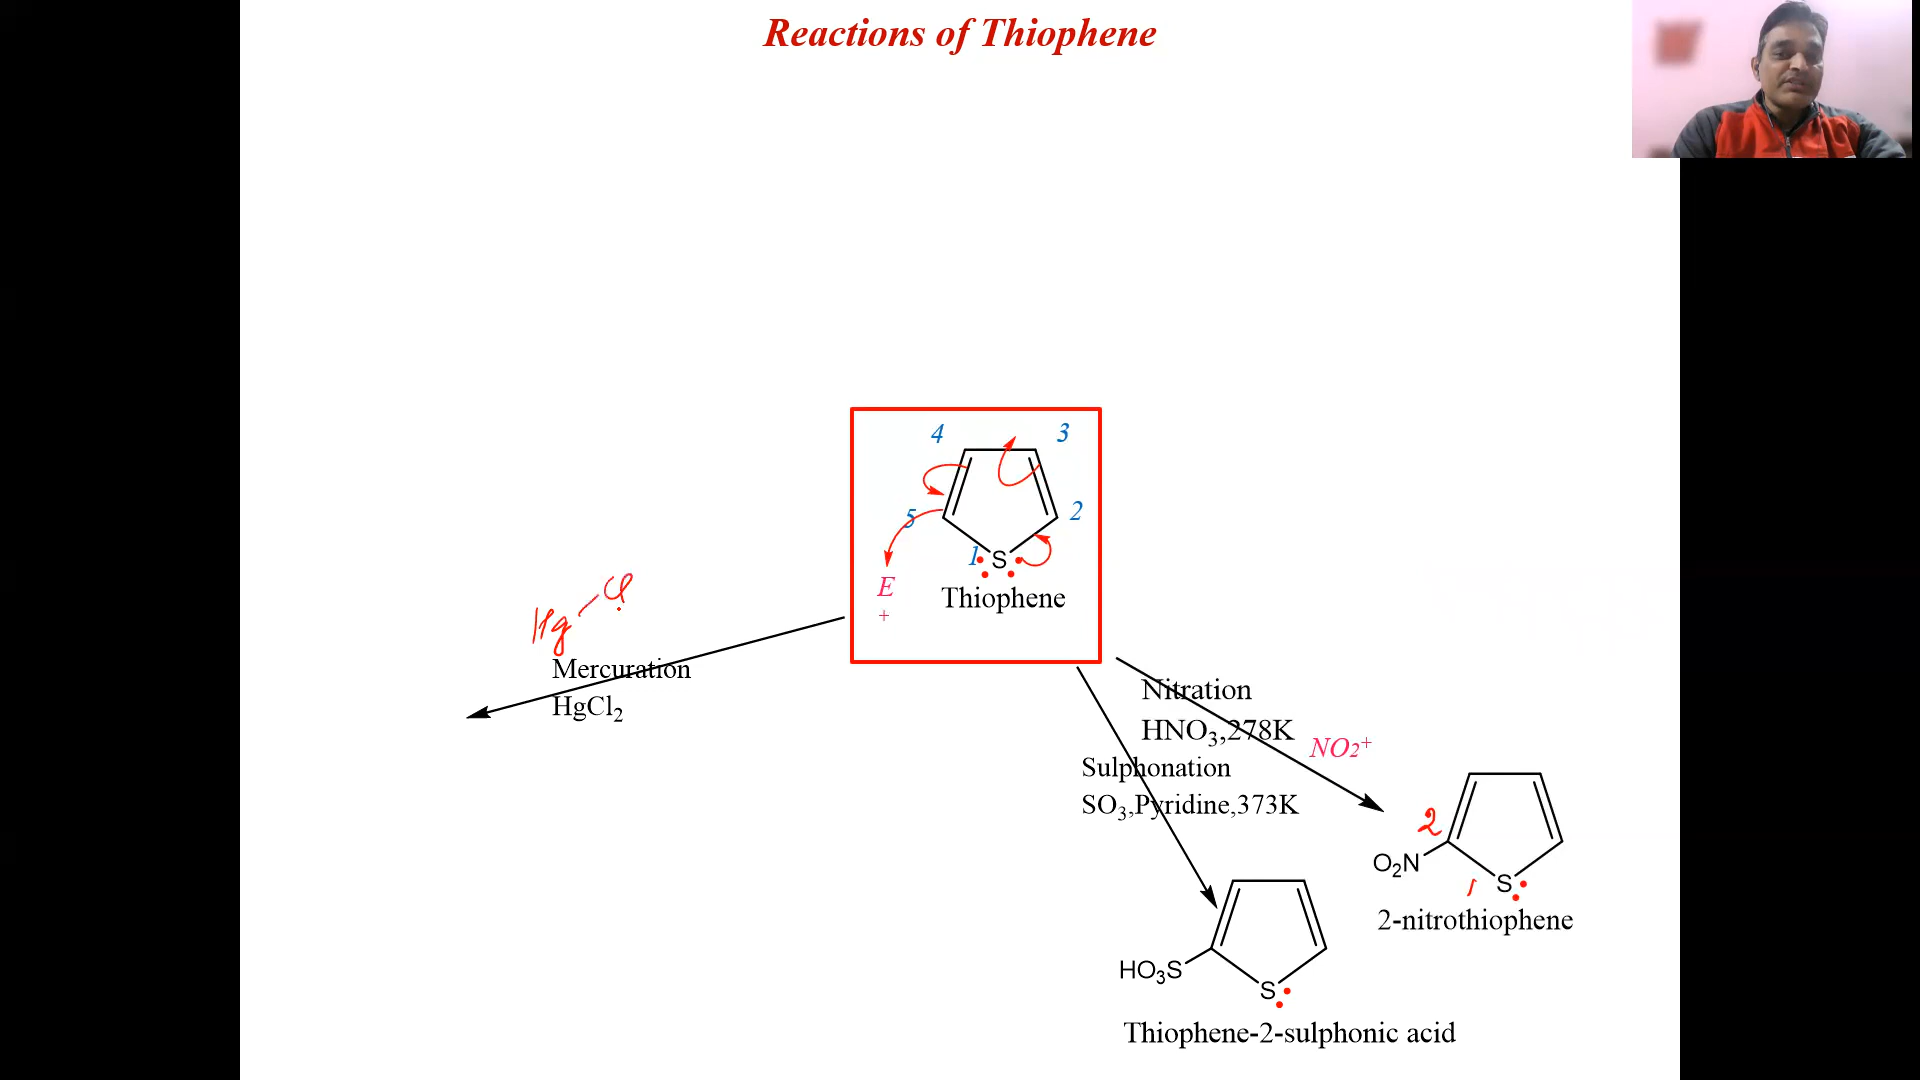 Reactions of Thiophene
4
3
5
2
1
S
E
+
Thiophene
Hg-Cl
Mercuration
HgCl₂
Nitration
HNO₃,278K
NO₂⁺
Sulphonation
SO₃,Pyridine,373K
2
O₂N
1
S
2-nitrothiophene
HO₃S
S
Thiophene-2-sulphonic acid